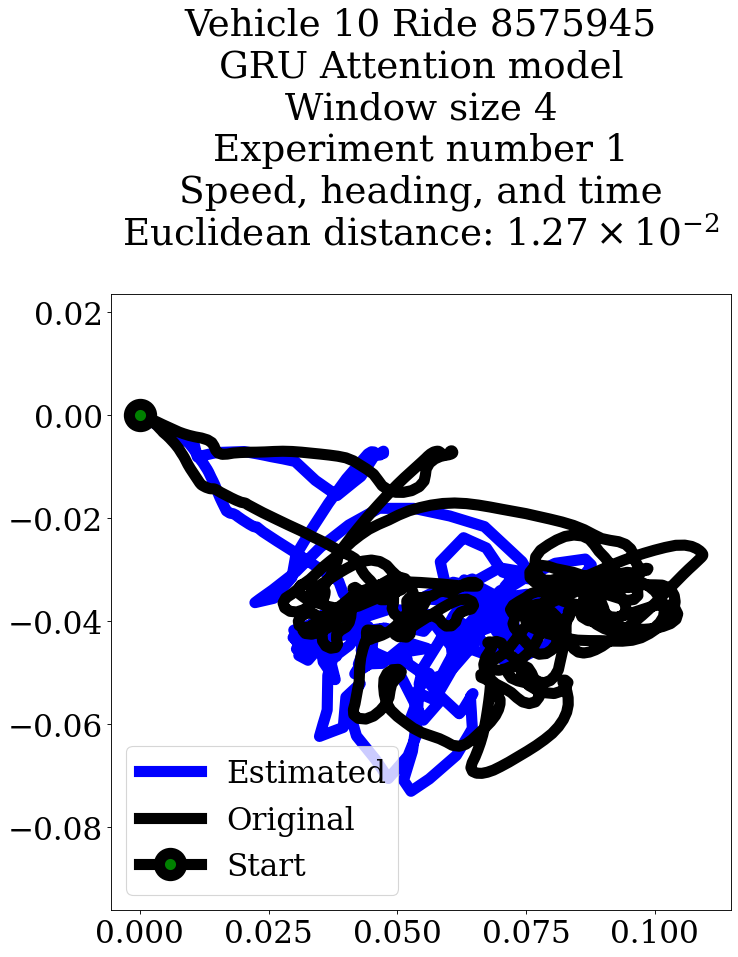 Vehicle 10 Ride 8575945
GRU Attention model
Window size 4
Experiment number 1
Speed, heading, and time
Euclidean distance: 1.27 × 10⁻²
0.02
0.00
−0.02
−0.04
−0.06
−0.08
Estimated
Original
Start
0.000 0.025 0.050 0.075 0.100